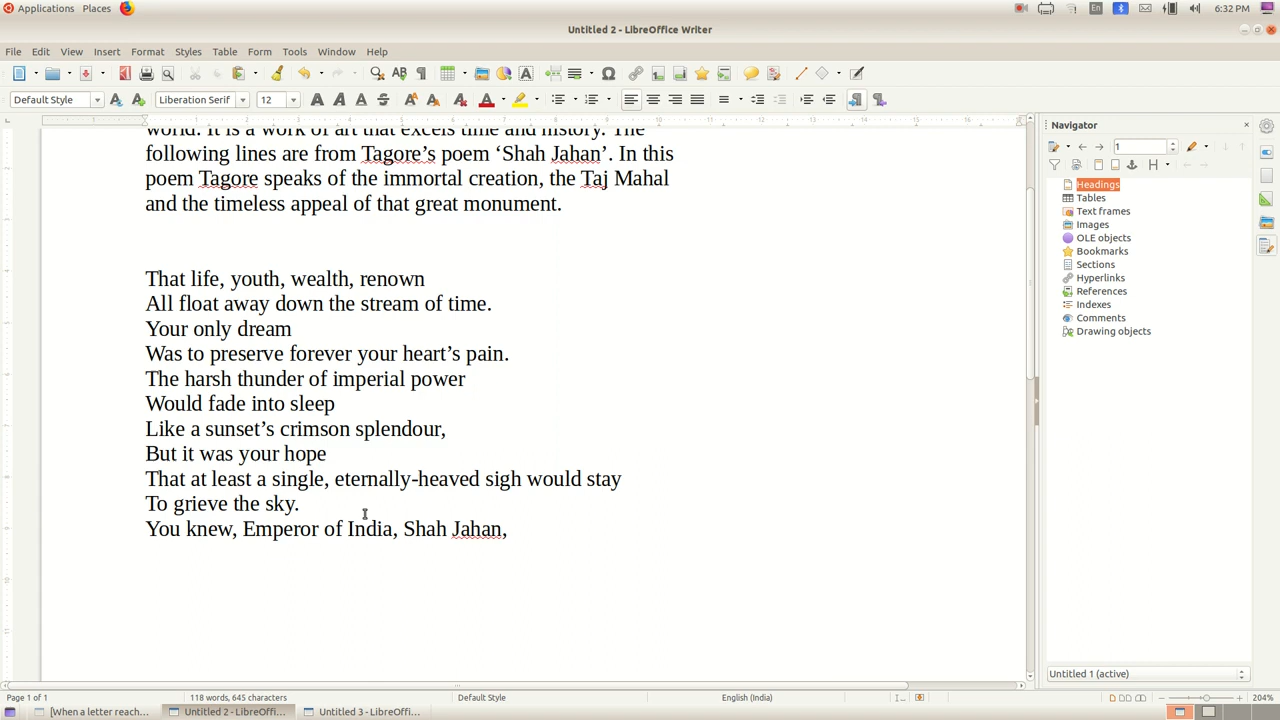 Applications Places
En 6:32 PM
Untitled 2 - LibreOffice Writer
File Edit View Insert Format Styles Table Form Tools Window Help
Default Style Liberation Serif 12
world. It is a work of art that excels time and history. The
following lines are from Tagore’s poem ‘Shah Jahan’. In this
poem Tagore speaks of the immortal creation, the Taj Mahal
and the timeless appeal of that great monument.
That life, youth, wealth, renown
All float away down the stream of time.
Your only dream
Was to preserve forever your heart’s pain.
The harsh thunder of imperial power
Would fade into sleep
Like a sunset’s crimson splendour,
But it was your hope
That at least a single, eternally-heaved sigh would stay
To grieve the sky.
You knew, Emperor of India, Shah Jahan,
Navigator
1
Headings
Tables
Text frames
Images
OLE objects
Bookmarks
Sections
Hyperlinks
References
Indexes
Comments
Drawing objects
Untitled 1 (active)
Page 1 of 1 118 words, 645 characters Default Style English (India) 204%
[When a letter reach... Untitled 2 - LibreOffi... Untitled 3 - LibreOffi...